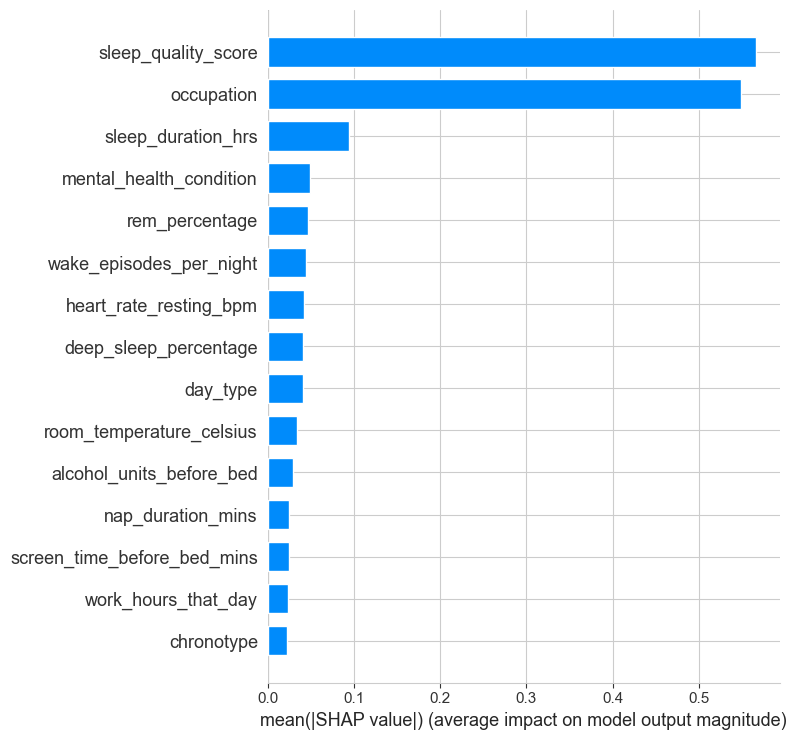 sleep_quality_score
occupation
sleep_duration_hrs
mental_health_condition
rem_percentage
wake_episodes_per_night
heart_rate_resting_bpm
deep_sleep_percentage
day_type
room_temperature_celsius
alcohol_units_before_bed
nap_duration_mins
screen_time_before_bed_mins
work_hours_that_day
chronotype
0.0 0.1 0.2 0.3 0.4 0.5
mean(|SHAP value|) (average impact on model output magnitude)